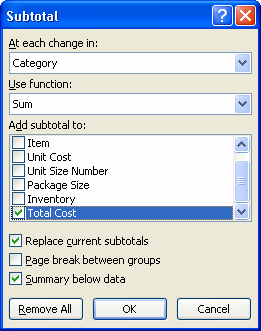 Subtotal
At each change in:
Category
Use function:
Sum
Add subtotal to:
Item
Unit Cost
Unit Size Number
Package Size
Inventory
Total Cost
Replace current subtotals
Page break between groups
Summary below data
Remove All OK Cancel